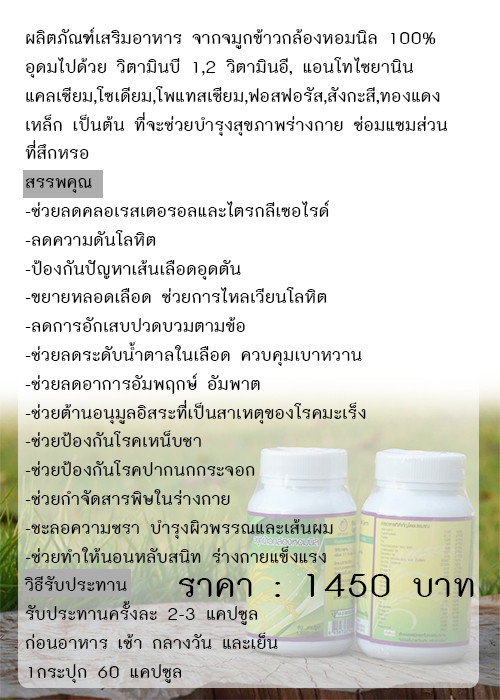 ผลิตภัณฑ์เสริมอาหาร จากจมูกข้าวกล้องหอมนิล 100%
อุดมไปด้วย วิตามินบี 1,2 วิตามินอี, แอนโทไซยานิน
แคลเซียม,โซเดียม,โพแทสเซียม,ฟอสฟอรัส,สังกะสี,ทองแดง
เหล็ก เป็นต้น ที่จะช่วยบำรุงสุขภาพร่างกาย ซ่อมแซมส่วน
ที่สึกหรอ
สรรพคุณ
-ช่วยลดคลอเรสเตอรอลและไตรกลีเซอไรด์
-ลดความดันโลหิต
-ป้องกันปัญหาเส้นเลือดอุดตัน
-ขยายหลอดเลือด ช่วยการไหลเวียนโลหิต
-ลดการอักเสบปวดบวมตามข้อ
-ช่วยลดระดับน้ำตาลในเลือด ควบคุมเบาหวาน
-ช่วยลดอาการอัมพฤกษ์ อัมพาต
-ช่วยต้านอนุมูลอิสระที่เป็นสาเหตุของโรคมะเร็ง
-ช่วยป้องกันโรคเหน็บชา
-ช่วยป้องกันโรคปากนกกระจอก
-ช่วยกำจัดสารพิษในร่างกาย
-ชะลอความชรา บำรุงผิวพรรณและเส้นผม
-ช่วยทำให้นอนหลับสนิท ร่างกายแข็งแรง
วิธีรับประทาน
ราคา : 1450 บาท
รับประทานครั้งละ 2-3 แคปซูล
ก่อนอาหาร เช้า กลางวัน และเย็น
1กระปุก 60 แคปซูล